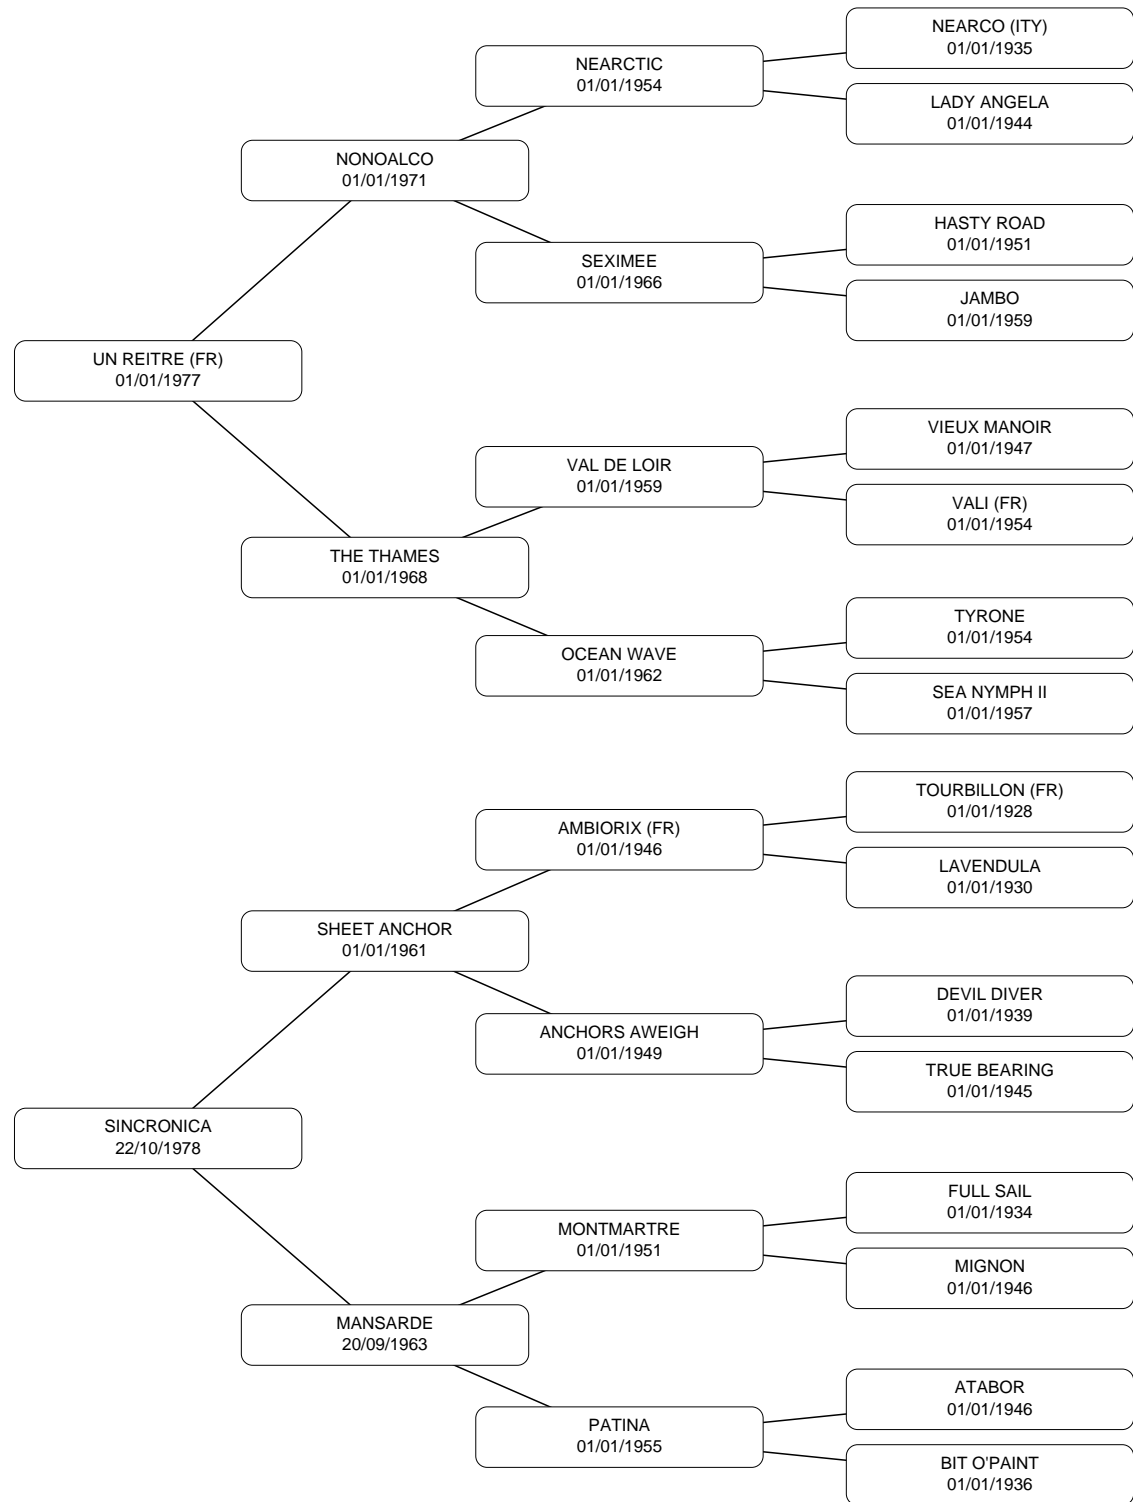 NEARCO (ITY)
01/01/1935
NEARCTIC
01/01/1954
LADY ANGELA
01/01/1944
NONOALCO
01/01/1971
HASTY ROAD
01/01/1951
SEXIMEE
01/01/1966
JAMBO
01/01/1959
UN REITRE (FR)
01/01/1977
VIEUX MANOIR
01/01/1947
VAL DE LOIR
01/01/1959
VALI (FR)
01/01/1954
THE THAMES
01/01/1968
TYRONE
01/01/1954
OCEAN WAVE
01/01/1962
SEA NYMPH II
01/01/1957
TOURBILLON (FR)
01/01/1928
AMBIORIX (FR)
01/01/1946
LAVENDULA
01/01/1930
SHEET ANCHOR
01/01/1961
DEVIL DIVER
01/01/1939
ANCHORS AWEIGH
01/01/1949
TRUE BEARING
01/01/1945
SINCRONICA
22/10/1978
FULL SAIL
01/01/1934
MONTMARTRE
01/01/1951
MIGNON
01/01/1946
MANSARDE
20/09/1963
ATABOR
01/01/1946
PATINA
01/01/1955
BIT O'PAINT
01/01/1936